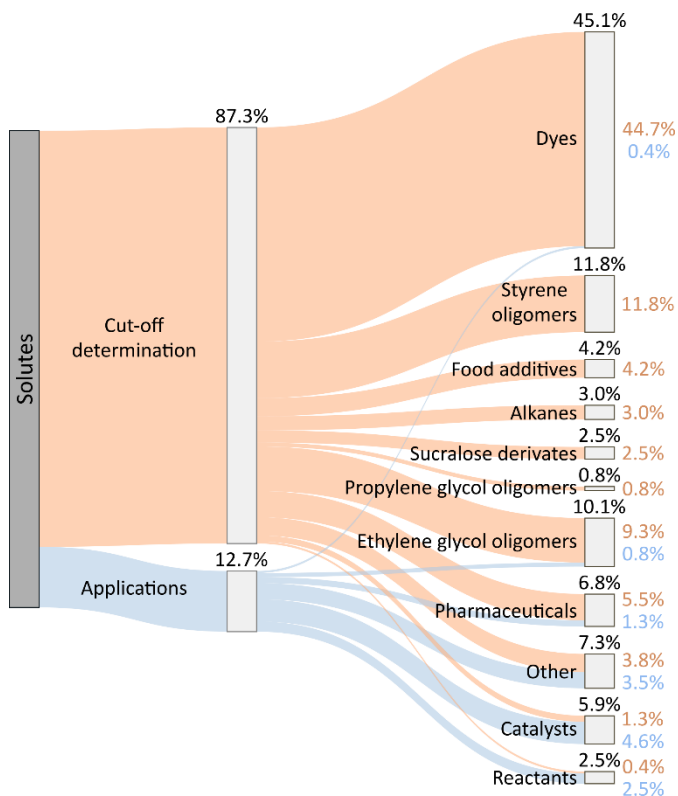 Solutes
87.3%
Cut-off
determination
12.7%
Applications
45.1%
Dyes
44.7%
0.4%
11.8%
Styrene
oligomers
11.8%
4.2%
Food additives
4.2%
3.0%
Alkanes
3.0%
2.5%
Sucralose derivates
2.5%
0.8%
Propylene glycol oligomers
0.8%
10.1%
Ethylene glycol oligomers
9.3%
0.8%
6.8%
Pharmaceuticals
5.5%
1.3%
7.3%
Other
3.8%
3.5%
5.9%
Catalysts
1.3%
4.6%
2.5%
Reactants
0.4%
2.5%